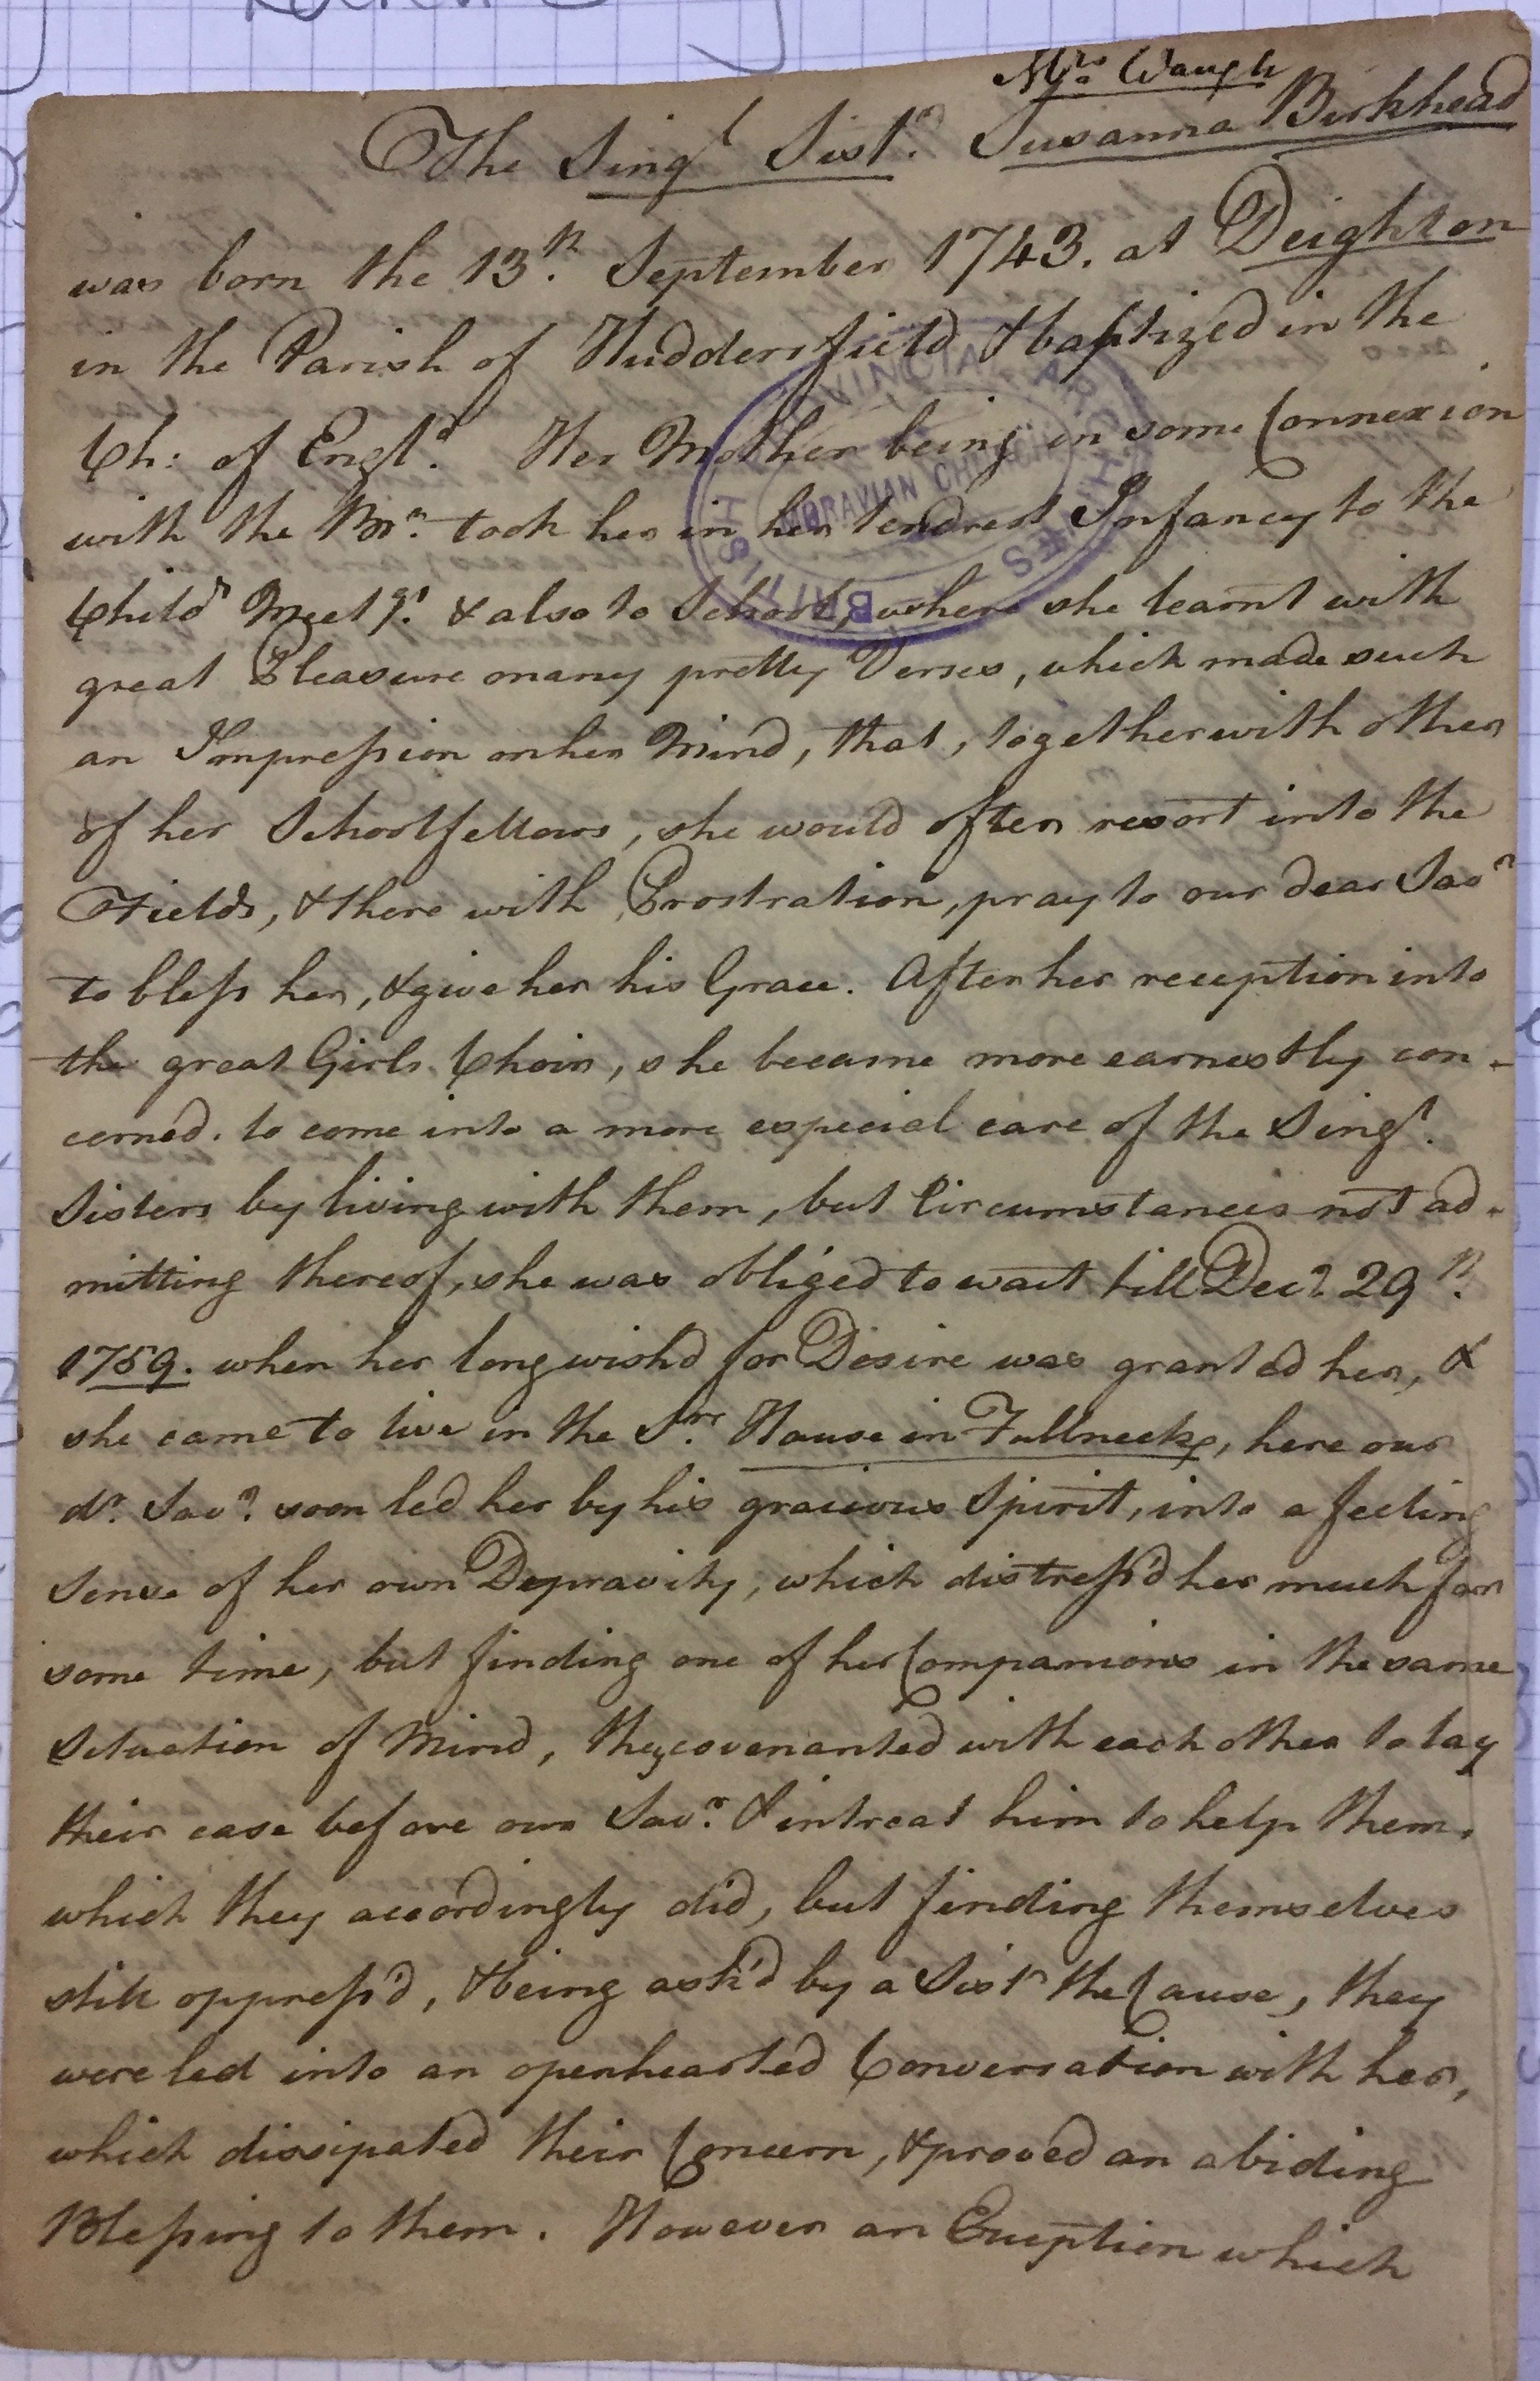 Mrs. Waugh
The Singl Sistr. Susanna Birkhead
was born the 13th. September 1743. at Deighton
in the Parish of Huddersfield & baptized in the
Ch: of Engld. Her Mother being in some Connexion
with the Brn. took her in her tendrest Infancy to the
Childn Meetgs. & also to School, where she learnt with
great Pleasure many pretty Verses, which made such
an Impression on her Mind, that, together with other
of her Schoolfellows, she would often resort into the
Fields, & there with Prostration, pray to our dear Savr
to bless her, & give her his Grace. After her reception into
the great Girls Choir, she became more earnestly con-
cerned. to come into a more especial care of the Singl.
Sisters by living with them, but Circumstances not ad-
mitting thereof, she was obliged to wait till Decr. 29th.
1759. when her long wish'd for Desire was granted her, &
she came to live in the Srs. House in Fullneck, here our
dr. Savr. soon led her by his gracious Spirit, into a feeling
Sense of her own Depravity, which distress'd her much for
some time, but finding one of her Companions in the same
Situation of Mind, they covenanted with each other to lay
their case before our Savr. & intreat him to help them.
which they accordingly did, but finding themselves
still oppress'd, & being ask'd by a Sistr the Cause, they
were led into an openhearted Conversation with her,
which dissipated their Concern, & proved an abiding
Blessing to them. However an Eruption which
PROVINCIAL ARCHIVES BRITISH
MORAVIAN CHURCH